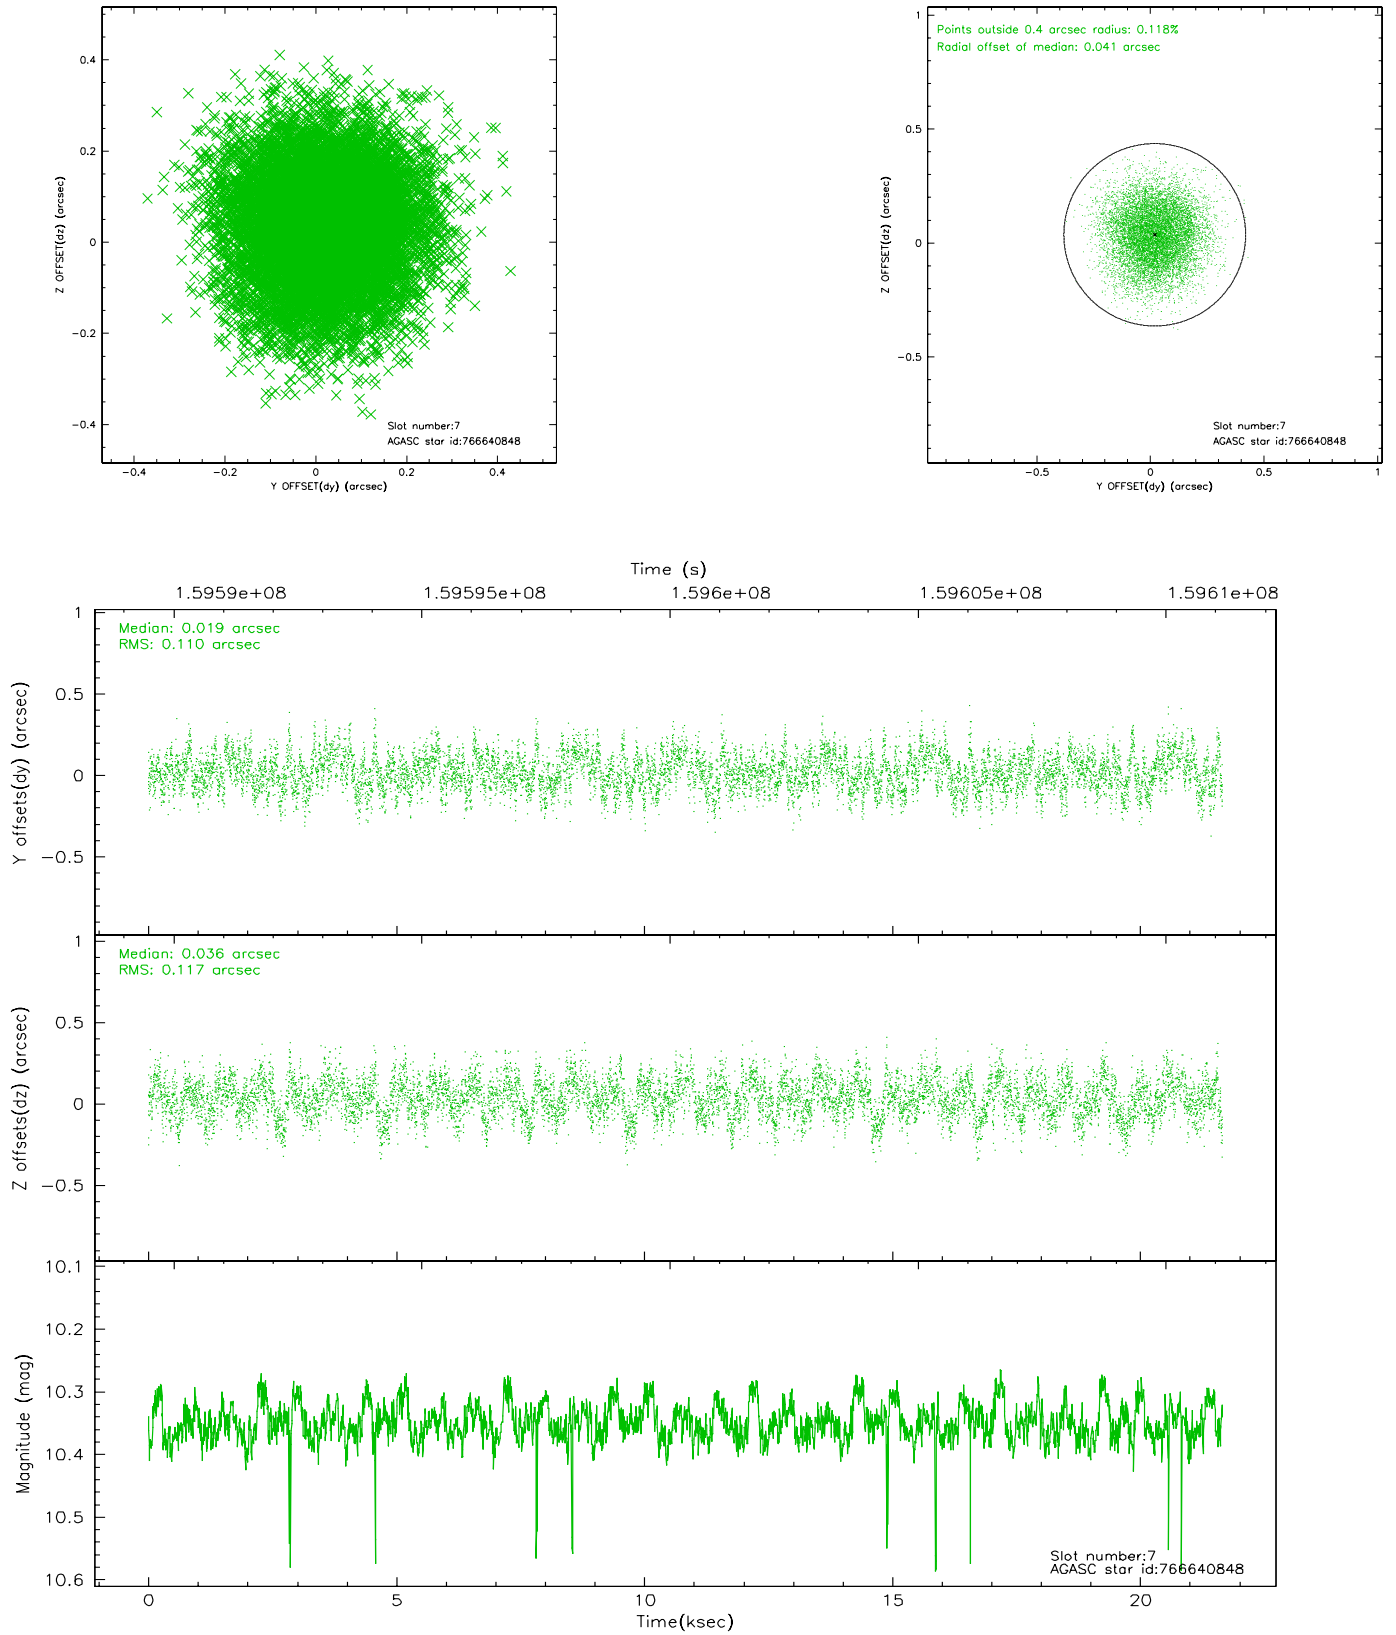 0.4
0.2
0
−0.2
−0.4
Z OFFSET(dz) (arcsec)
Slot number:7
AGASC star id:766640848
−0.4
−0.2
0
0.2
0.4
Y OFFSET(dy) (arcsec)
Points outside 0.4 arcsec radius: 0.118%
Radial offset of median: 0.041 arcsec
1
0.5
0
−0.5
Z OFFSET(dz) (arcsec)
Slot number:7
AGASC star id:766640848
−0.5
0
0.5
1
Y OFFSET(dy) (arcsec)
Time (s)
1.5959e+08
1.59595e+08
1.596e+08
1.59605e+08
1.5961e+08
Median: 0.019 arcsec
RMS: 0.110 arcsec
1
0.5
0
−0.5
Y offsets(dy) (arcsec)
Median: 0.036 arcsec
RMS: 0.117 arcsec
1
0.5
0
−0.5
Z offsets(dz) (arcsec)
10.1
10.2
10.3
10.4
10.5
10.6
Magnitude (mag)
Slot number:7
AGASC star id:766640848
0
5
10
15
20
Time(ksec)